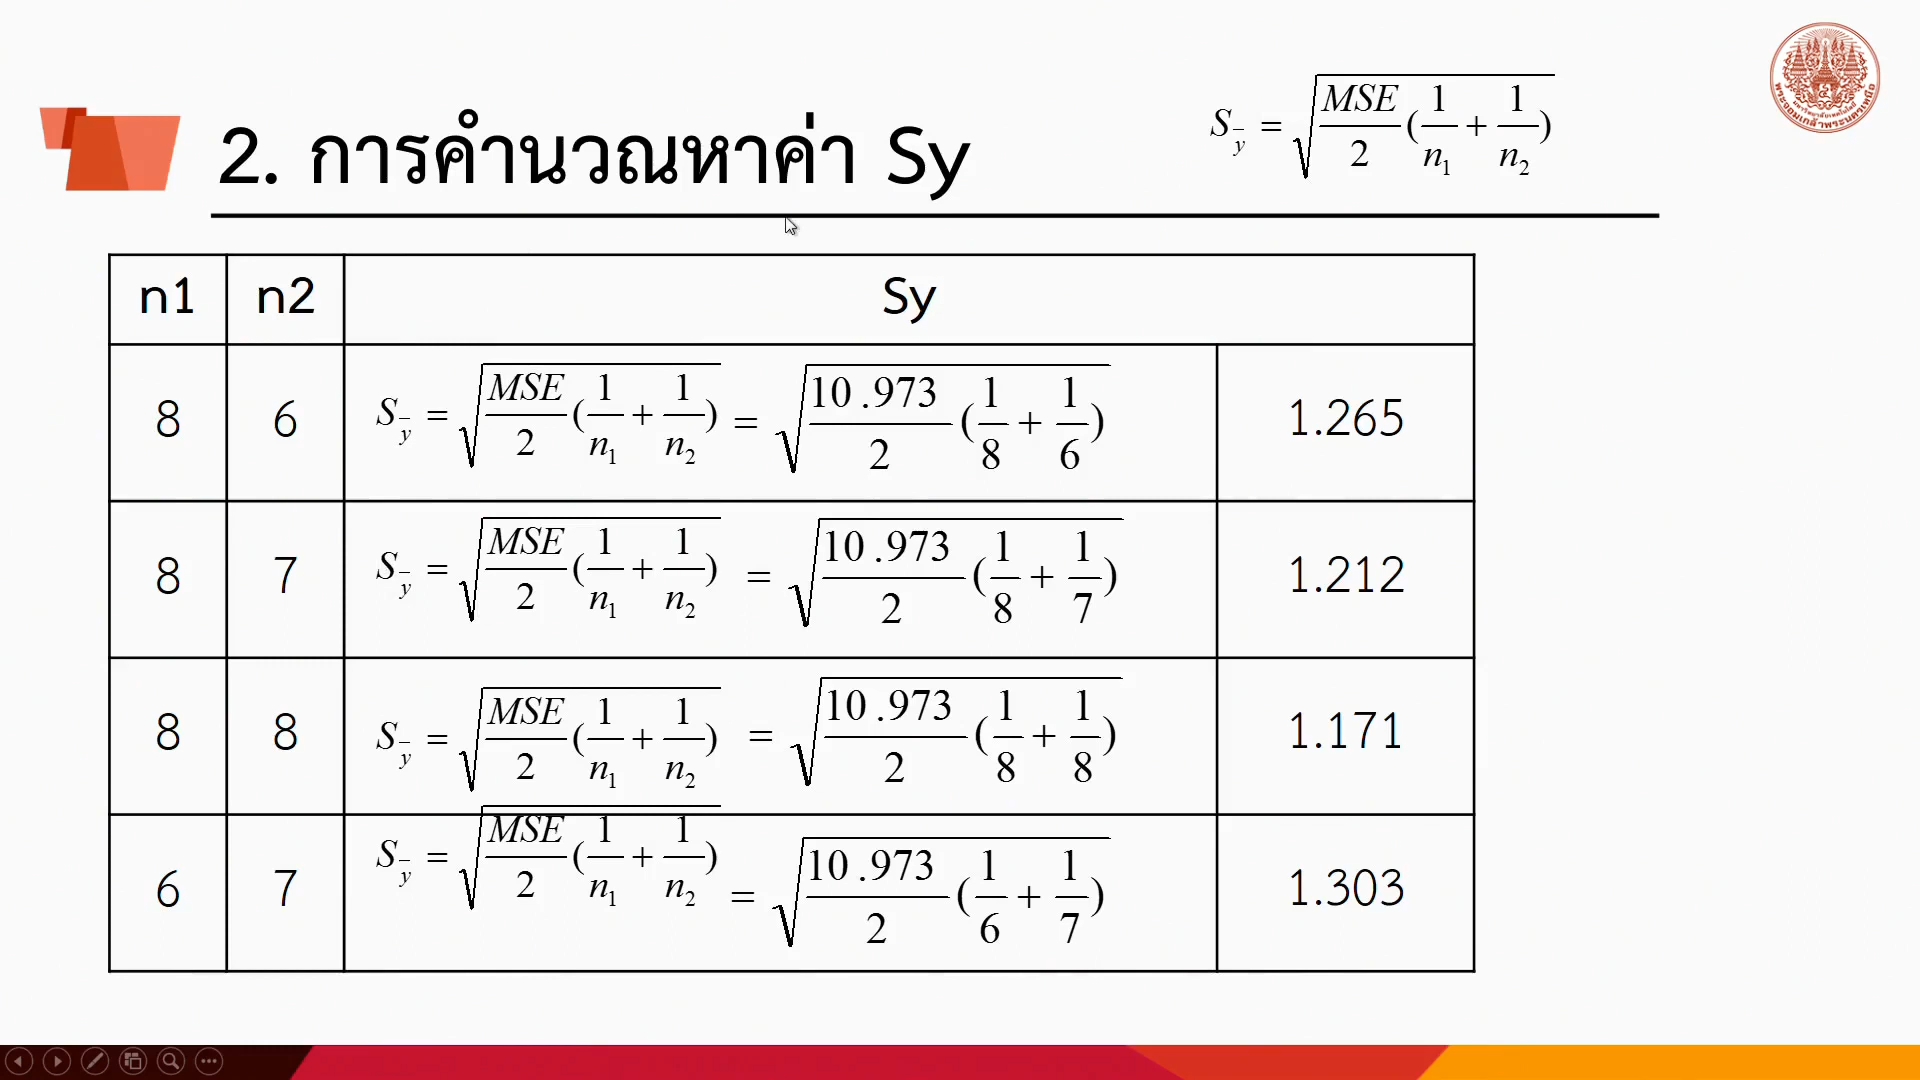 2. การคำนวณหาค่า Sy
S_ȳ = √(MSE/2 (1/n₁ + 1/n₂))
n1 n2 Sy
8 6 S_ȳ = √(MSE/2 (1/n₁ + 1/n₂)) = √(10.973/2 (1/8 + 1/6)) 1.265
8 7 S_ȳ = √(MSE/2 (1/n₁ + 1/n₂)) = √(10.973/2 (1/8 + 1/7)) 1.212
8 8 S_ȳ = √(MSE/2 (1/n₁ + 1/n₂)) = √(10.973/2 (1/8 + 1/8)) 1.171
6 7 S_ȳ = √(MSE/2 (1/n₁ + 1/n₂)) = √(10.973/2 (1/6 + 1/7)) 1.303